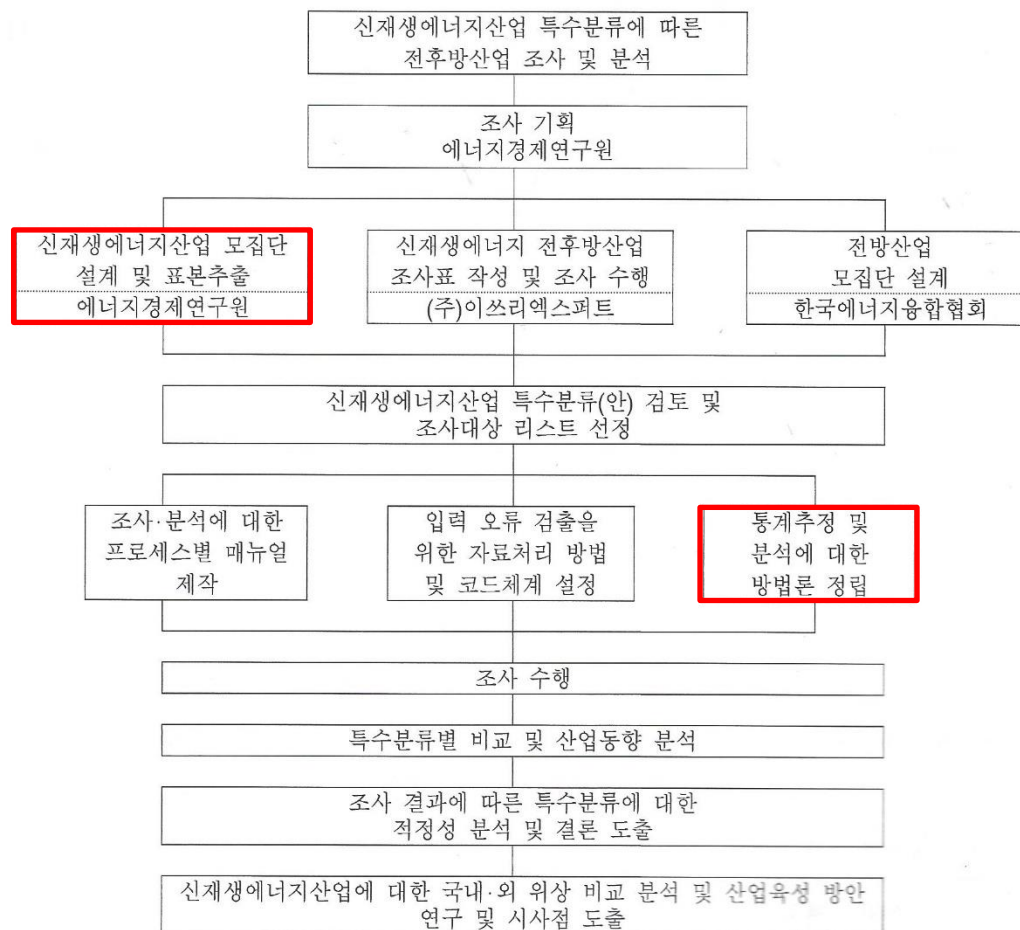 신재생에너지산업 특수분류에 따른
전후방산업 조사 및 분석
조사 기획
에너지경제연구원
신재생에너지산업 모집단
설계 및 표본추출
에너지경제연구원
신재생에너지 전후방산업
조사표 작성 및 조사 수행
(주)이쓰리엑스퍼트
전방산업
모집단 설계
한국에너지융합협회
신재생에너지산업 특수분류(안) 검토 및
조사대상 리스트 선정
조사·분석에 대한
프로세스별 매뉴얼
제작
입력 오류 검출을
위한 자료처리 방법
및 코드체계 설정
통계추정 및
분석에 대한
방법론 정립
조사 수행
특수분류별 비교 및 산업동향 분석
조사 결과에 따른 특수분류에 대한
적정성 분석 및 결론 도출
신재생에너지산업에 대한 국내·외 위상 비교 분석 및 산업육성 방안
연구 및 시사점 도출